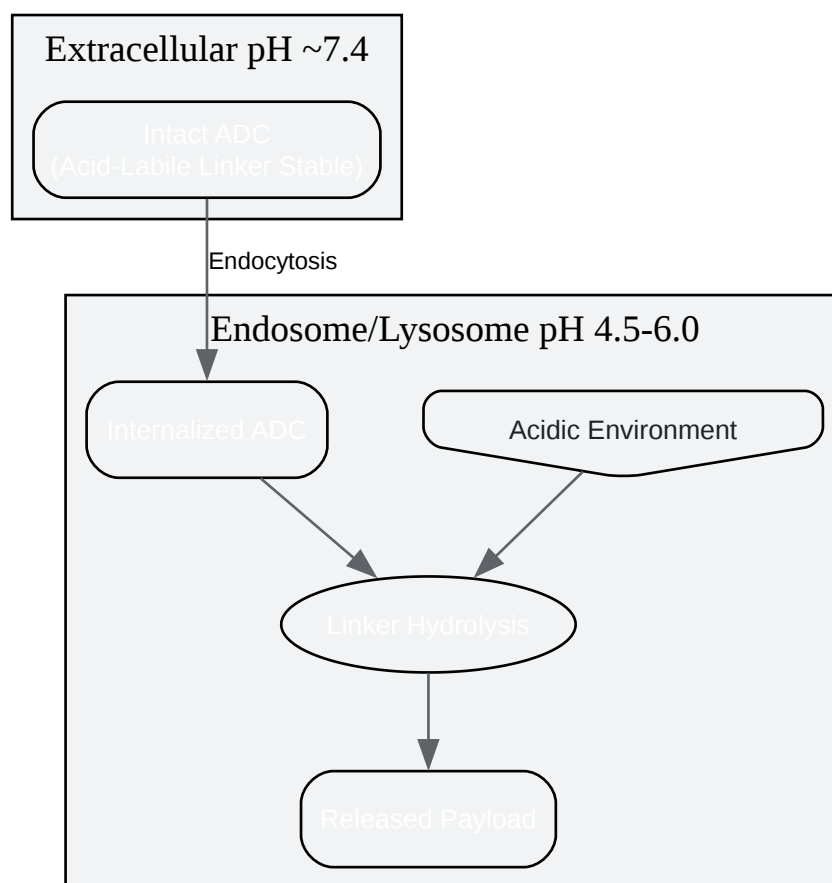 Extracellular pH ~7.4
Intact ADC
(Acid-Labile Linker Stable)
Endocytosis
Endosome/Lysosome pH 4.5-6.0
Internalized ADC
Acidic Environment
Linker Hydrolysis
Released Payload